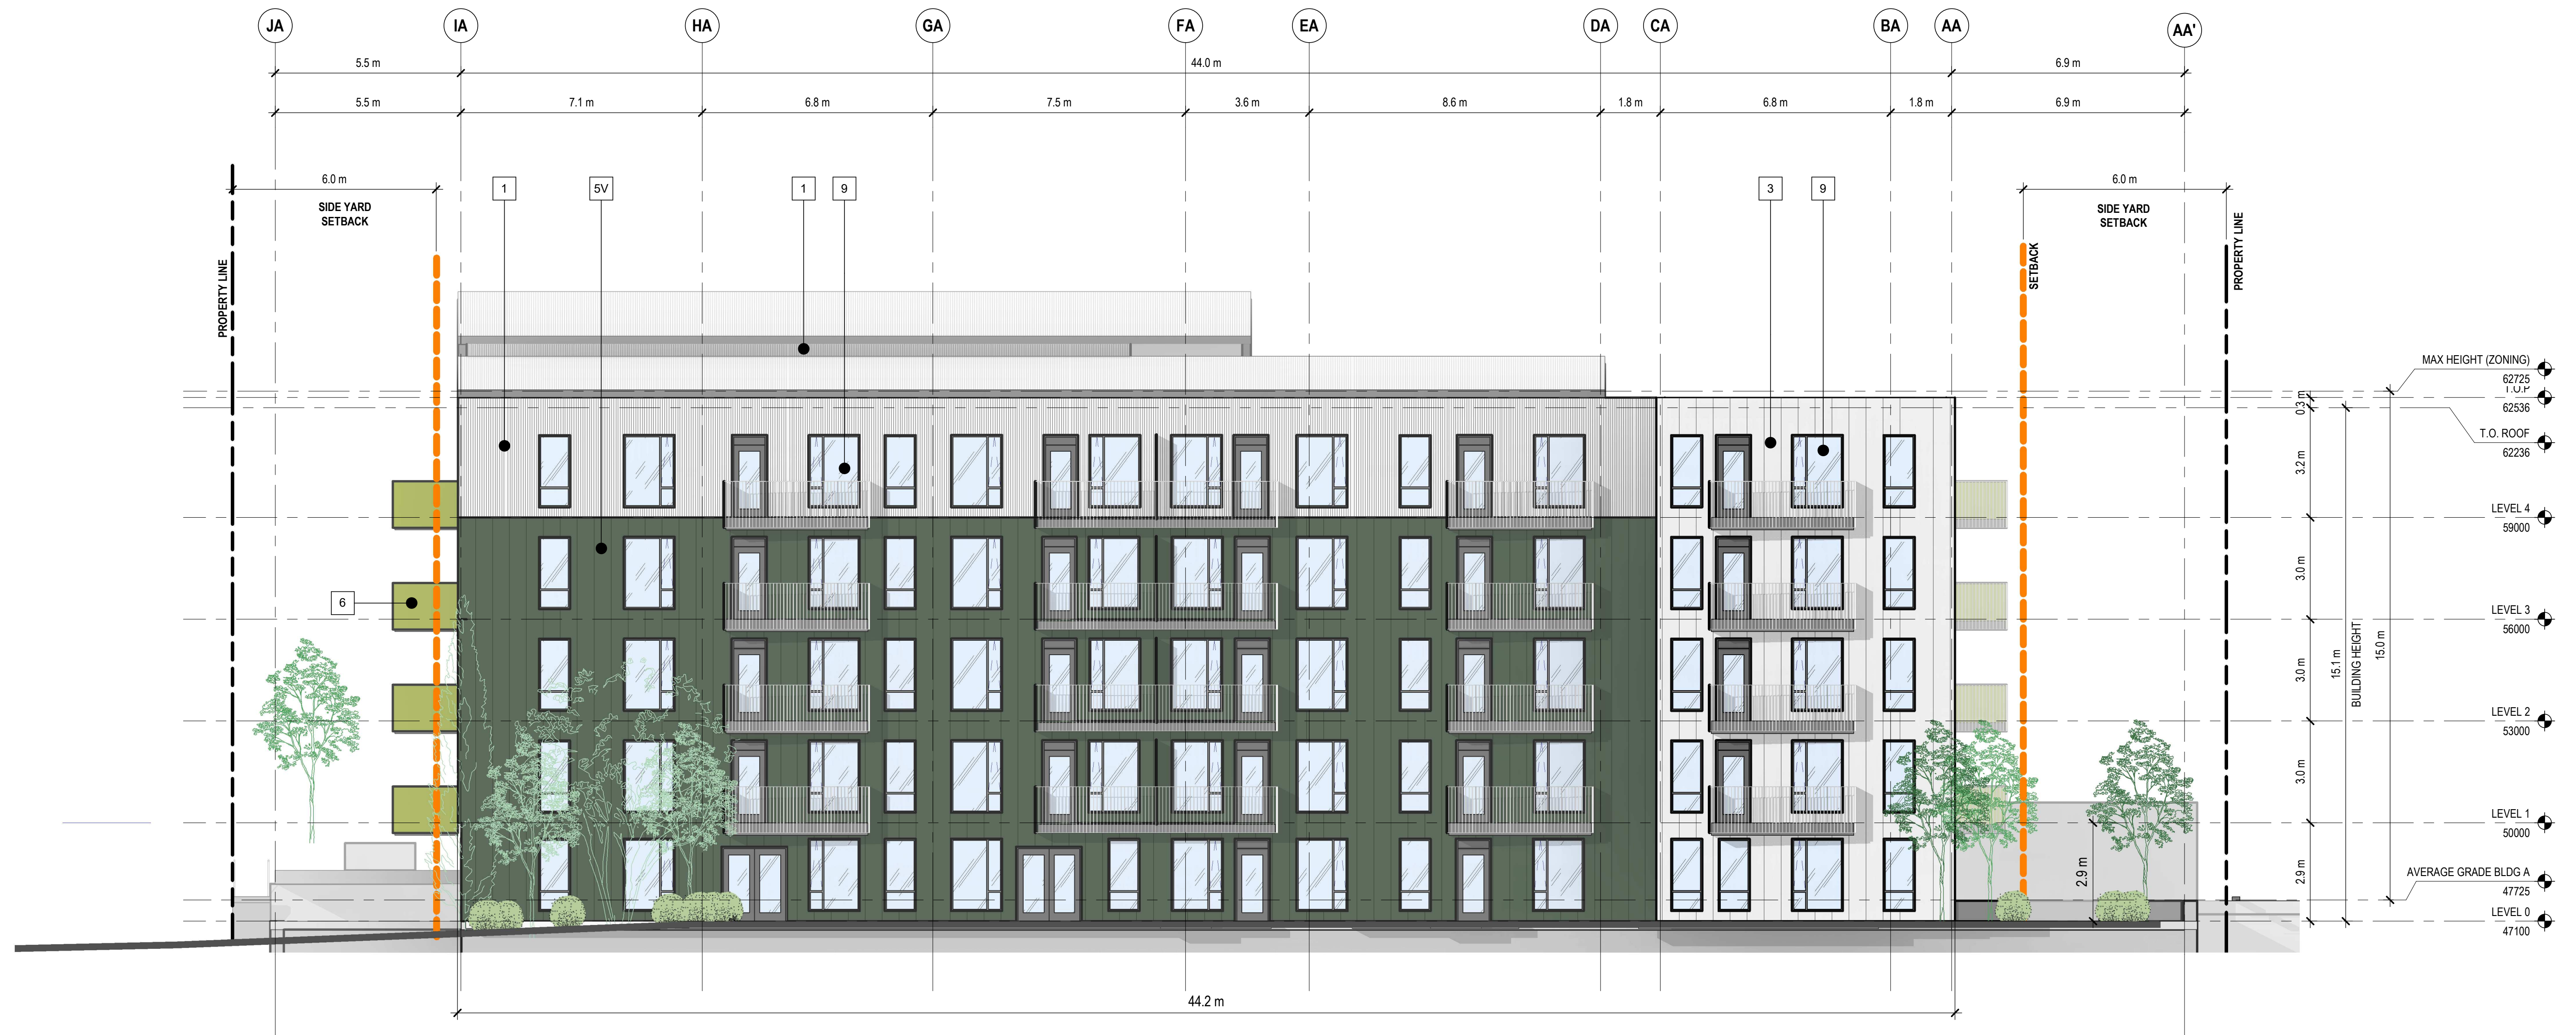 JA IA HA GA FA EA DA CA BA AA AA'
5.5 m 44.0 m 6.9 m
5.5 m 7.1 m 6.8 m 7.5 m 3.6 m 8.6 m 1.8 m 6.8 m 1.8 m 6.9 m
6.0 m
SIDE YARD
SETBACK
1 5V 1 9 3 9
6.0 m
SIDE YARD
SETBACK
PROPERTY LINE
SETBACK
PROPERTY LINE
6
MAX HEIGHT (ZONING)
62725
T.O.P
62536
T.O. ROOF
62236
LEVEL 4
59000
LEVEL 3
56000
LEVEL 2
53000
LEVEL 1
50000
AVERAGE GRADE BLDG A
47725
LEVEL 0
47100
0.3 m
3.2 m
3.0 m
3.0 m
3.0 m
2.9 m
2.9 m
15.1 m
BUILDING HEIGHT
15.0 m
44.2 m